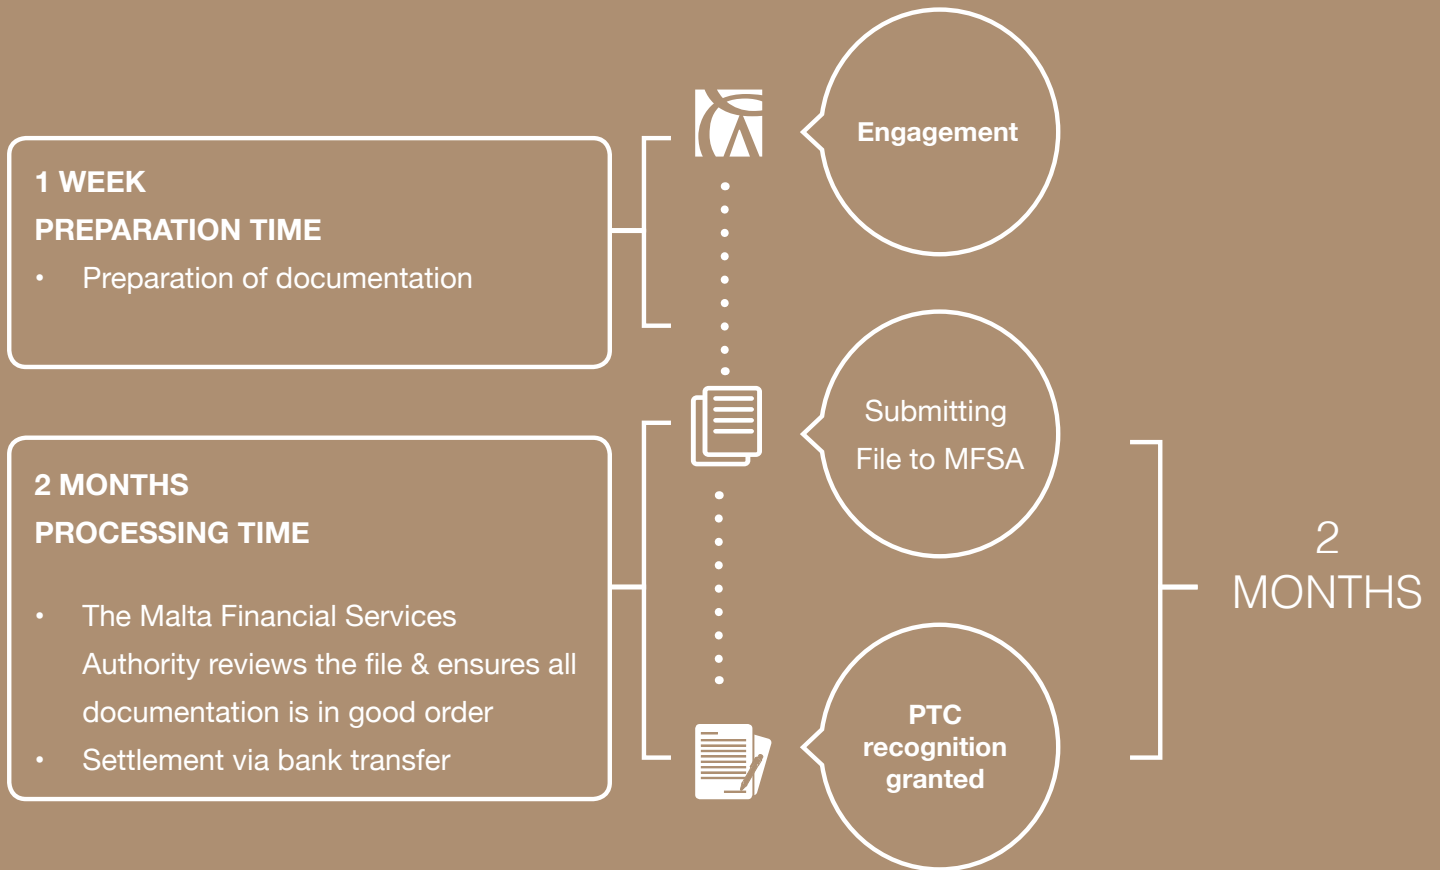 Engagement
1 WEEK
PREPARATION TIME
• Preparation of documentation
Submitting
File to MFSA
2 MONTHS
PROCESSING TIME
• The Malta Financial Services
Authority reviews the file & ensures all
documentation is in good order
• Settlement via bank transfer
PTC
recognition
granted
2
MONTHS